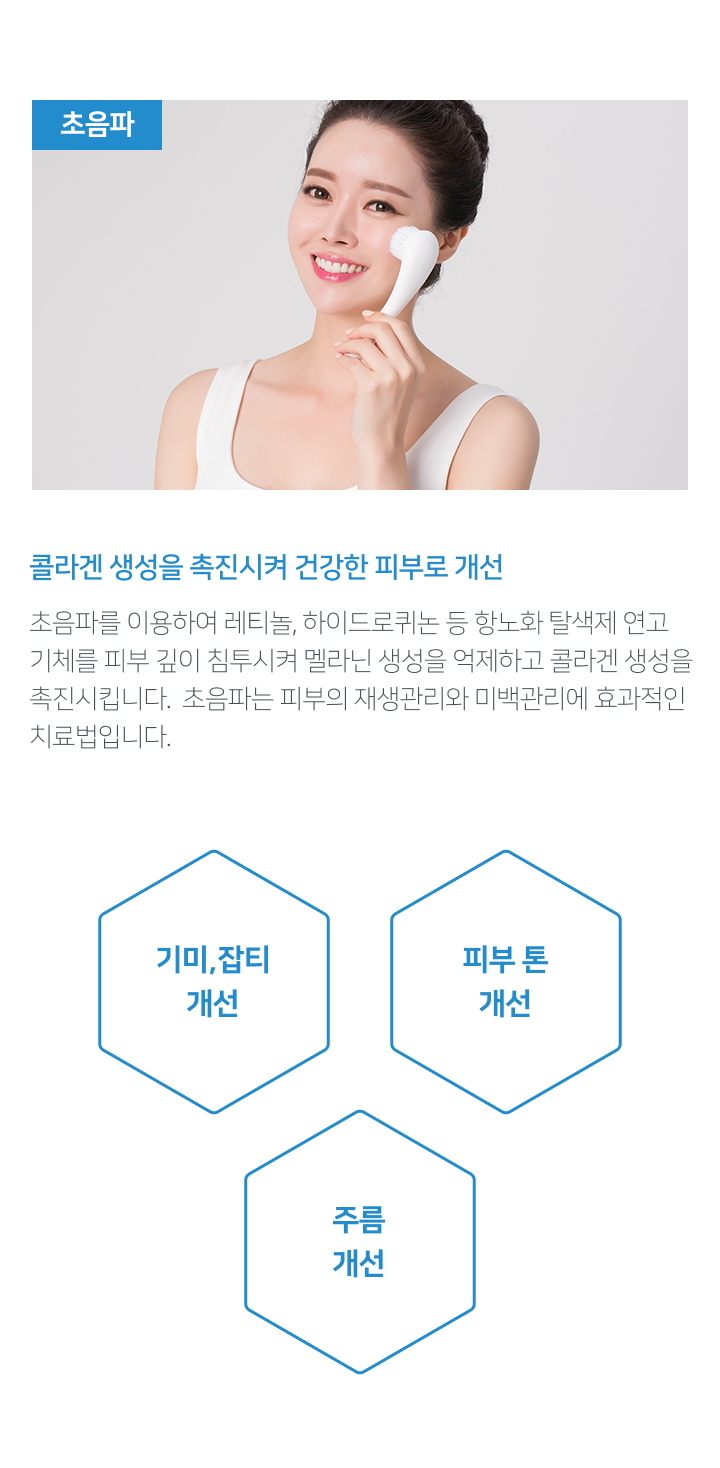 초음파
콜라겐 생성을 촉진시켜 건강한 피부로 개선
초음파를 이용하여 레티놀, 하이드로퀴논 등 항노화 탈색제 연고
기체를 피부 깊이 침투시켜 멜라닌 생성을 억제하고 콜라겐 생성을
촉진시킵니다. 초음파는 피부의 재생관리와 미백관리에 효과적인
치료법입니다.
기미,잡티
개선
피부 톤
개선
주름
개선